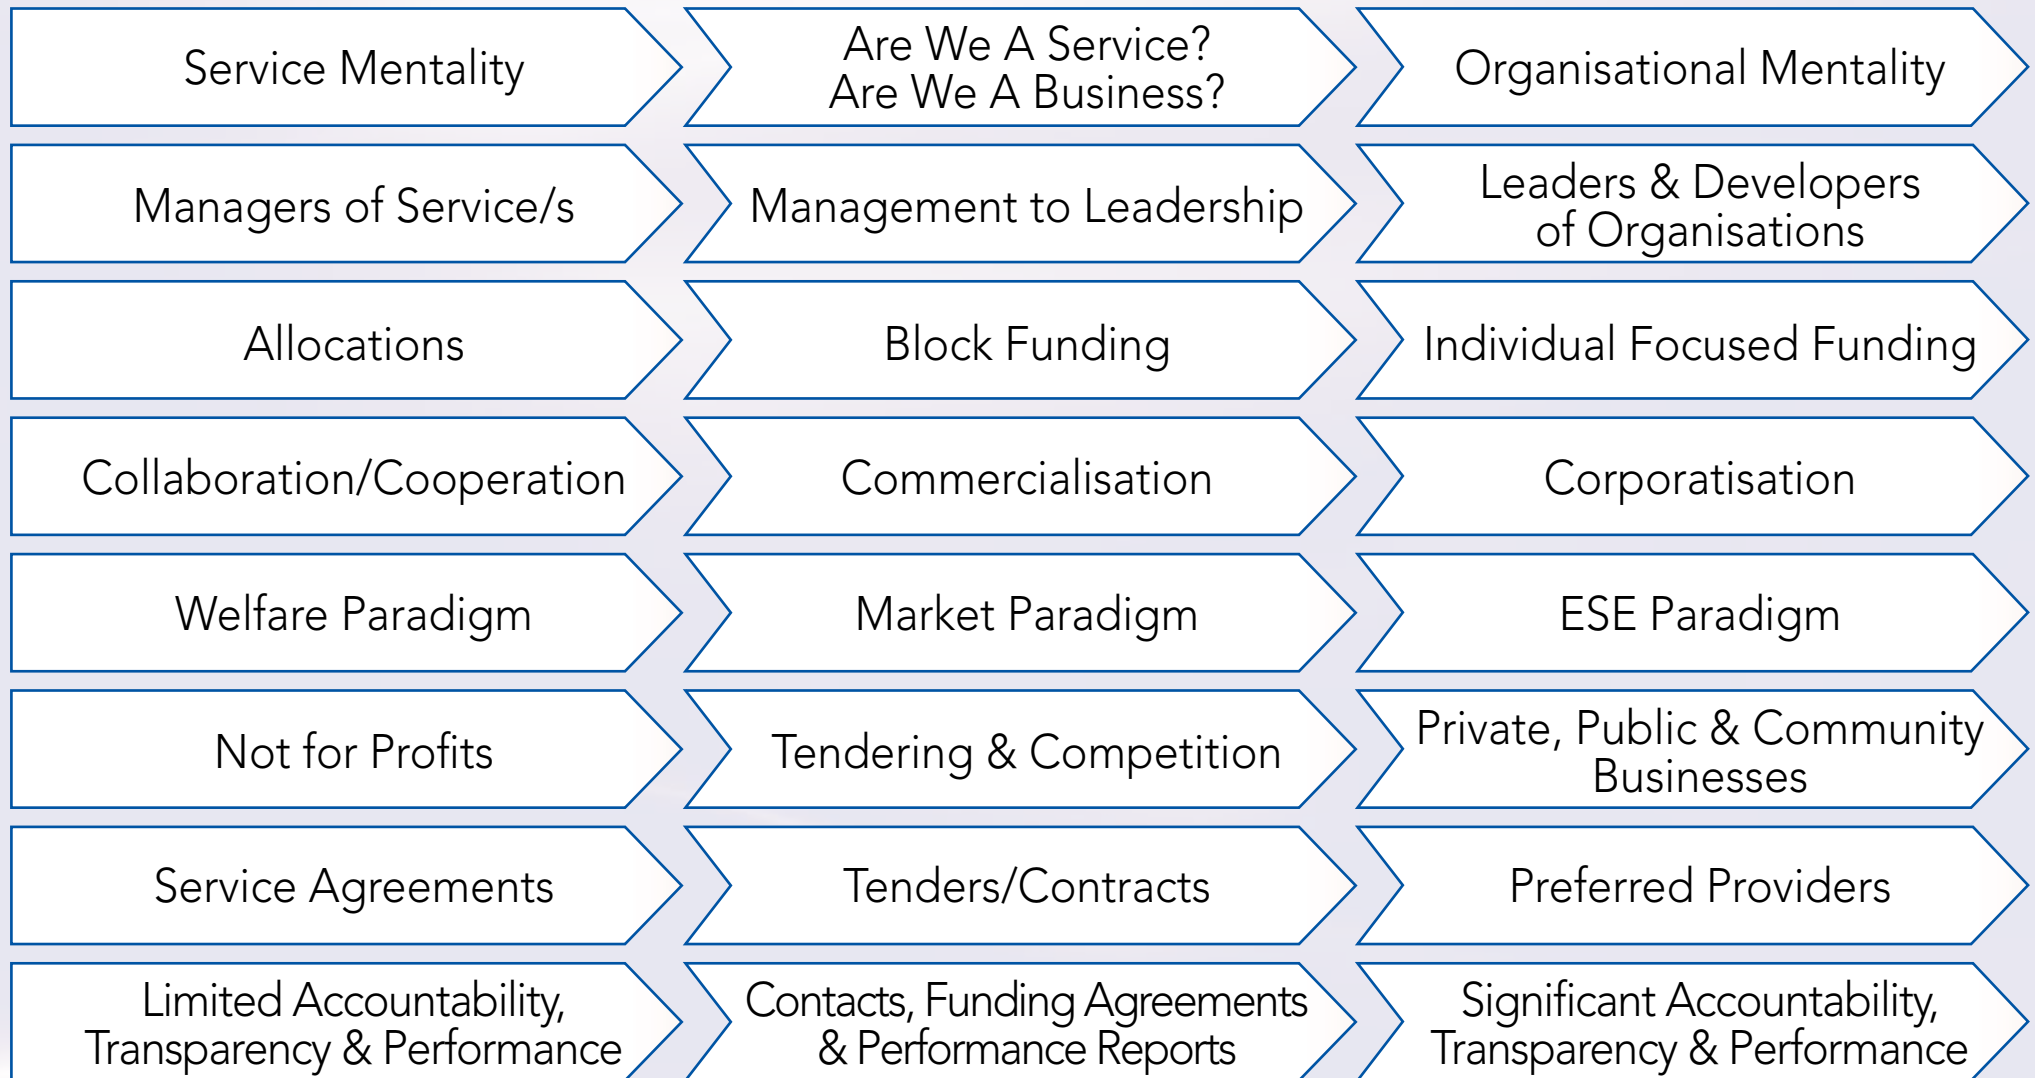 Service Mentality
Are We A Service?
Are We A Business?
Organisational Mentality
Managers of Service/s
Management to Leadership
Leaders & Developers
of Organisations
Allocations
Block Funding
Individual Focused Funding
Collaboration/Cooperation
Commercialisation
Corporatisation
Welfare Paradigm
Market Paradigm
ESE Paradigm
Not for Profits
Tendering & Competition
Private, Public & Community
Businesses
Service Agreements
Tenders/Contracts
Preferred Providers
Limited Accountability,
Transparency & Performance
Contacts, Funding Agreements
& Performance Reports
Significant Accountability,
Transparency & Performance